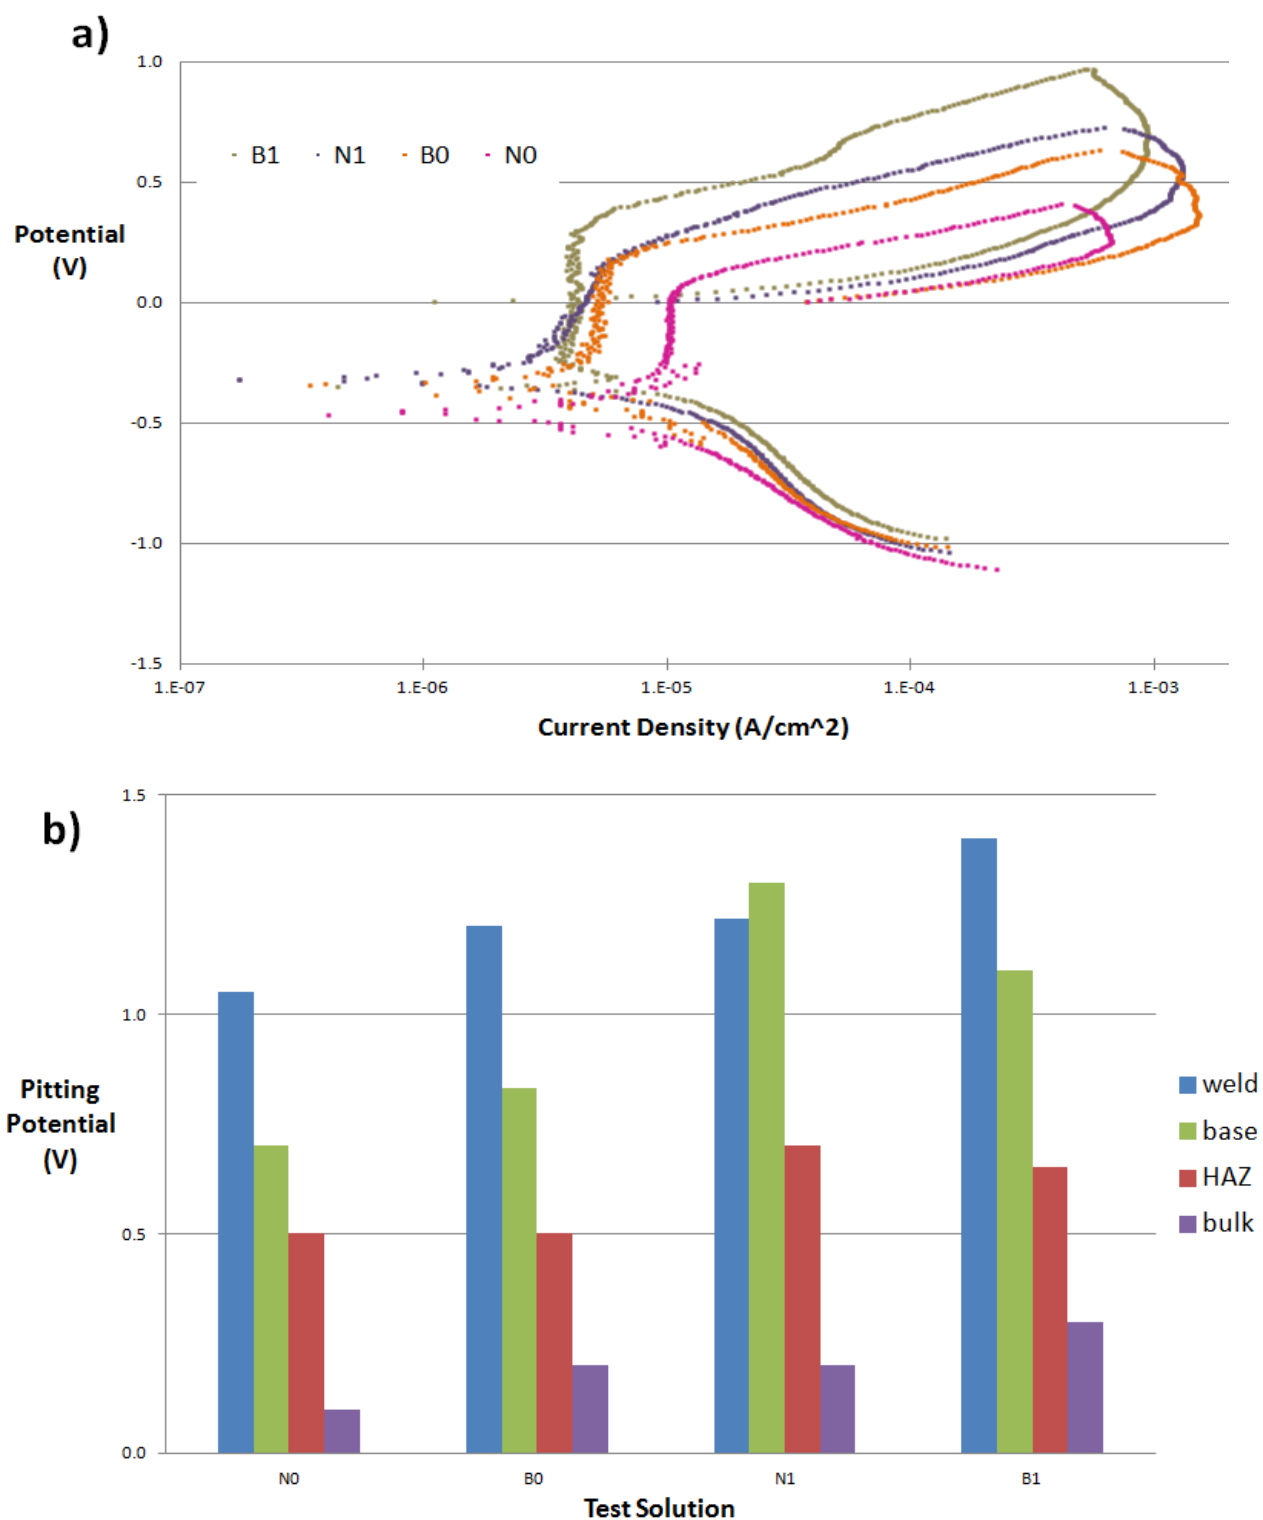 a)
1.0
B1 N1 B0 N0
0.5
Potential
(V)
0.0
-0.5
-1.0
-1.5
1.E-07 1.E-06 1.E-05 1.E-04 1.E-03
Current Density (A/cm^2)
b)
1.5
1.0
Pitting
Potential
(V)
0.5
0.0
weld
base
HAZ
bulk
N0 B0 N1 B1
Test Solution